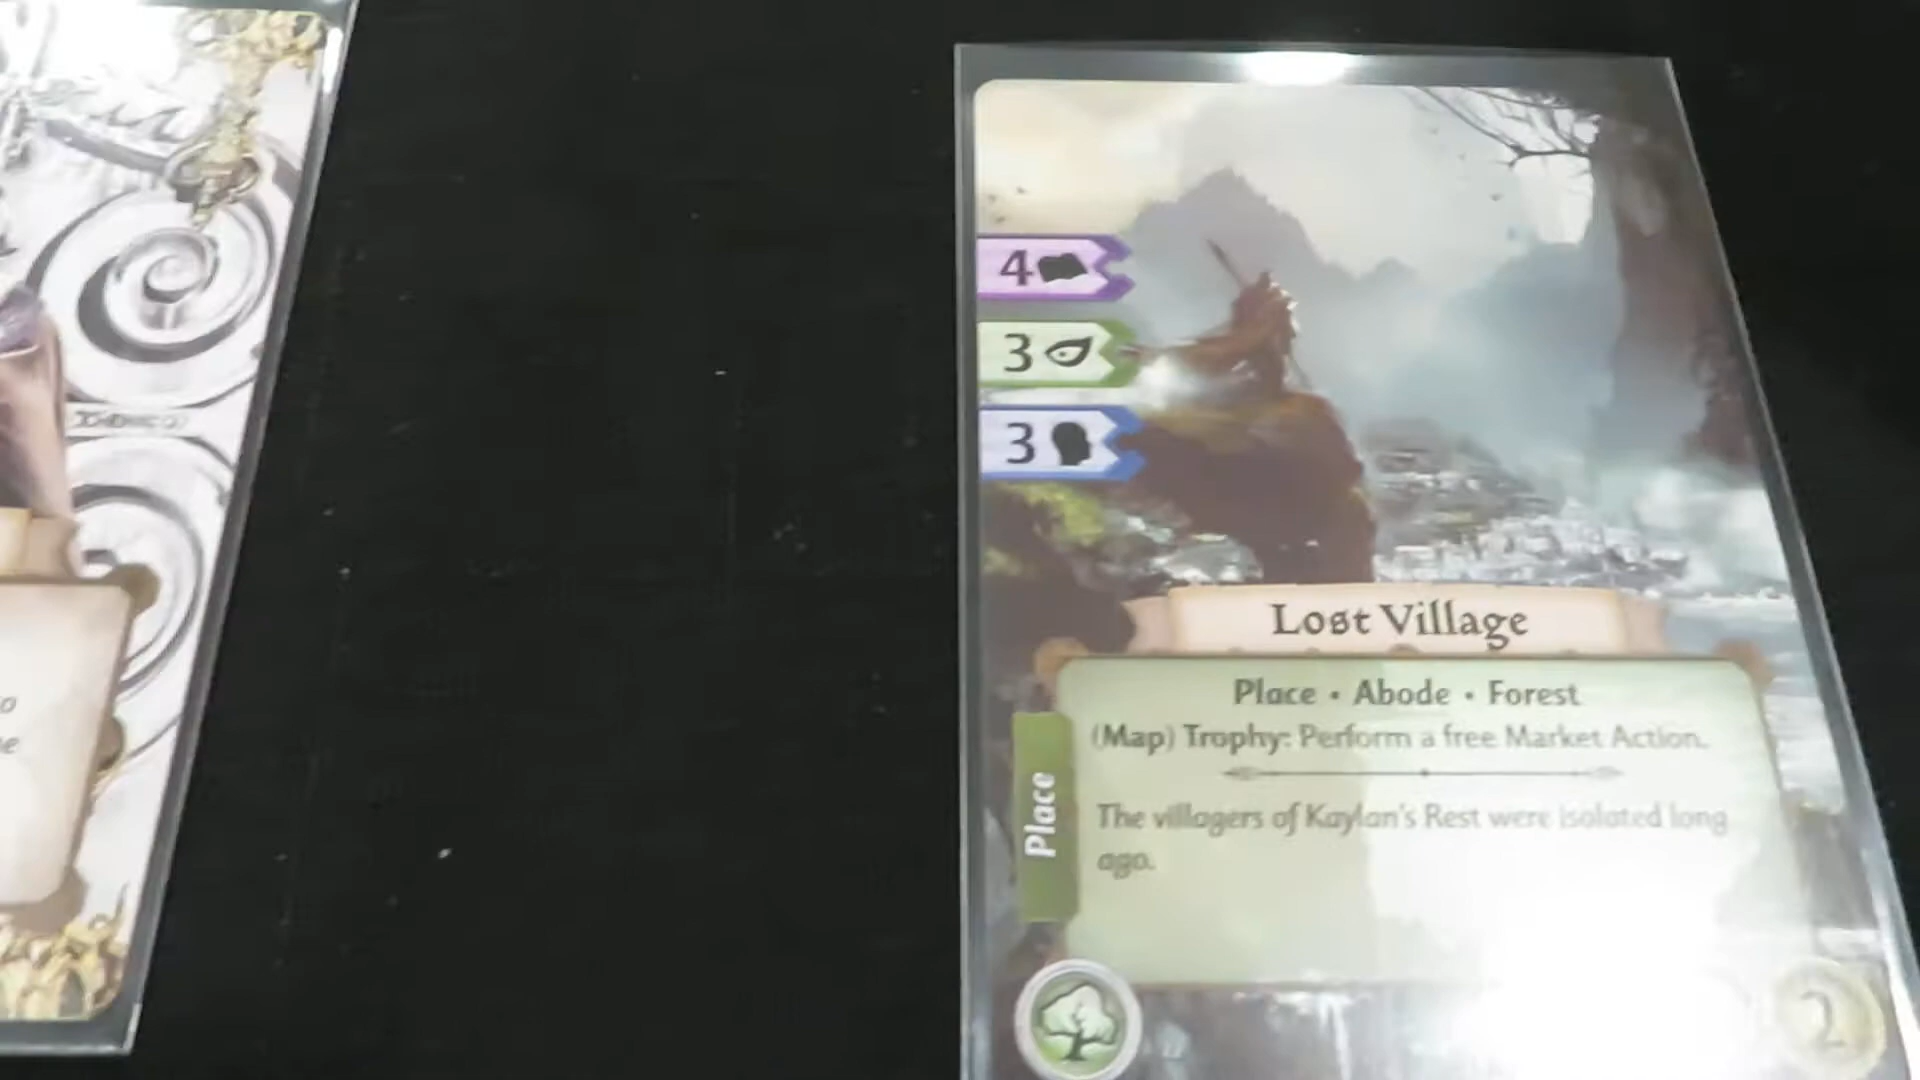 4
3
3
Lost Village
Place • Abode • Forest
(Map) Trophy: Perform a free Market Action.
The villagers of Kaylan's Rest were isolated long
ago.
Place
2